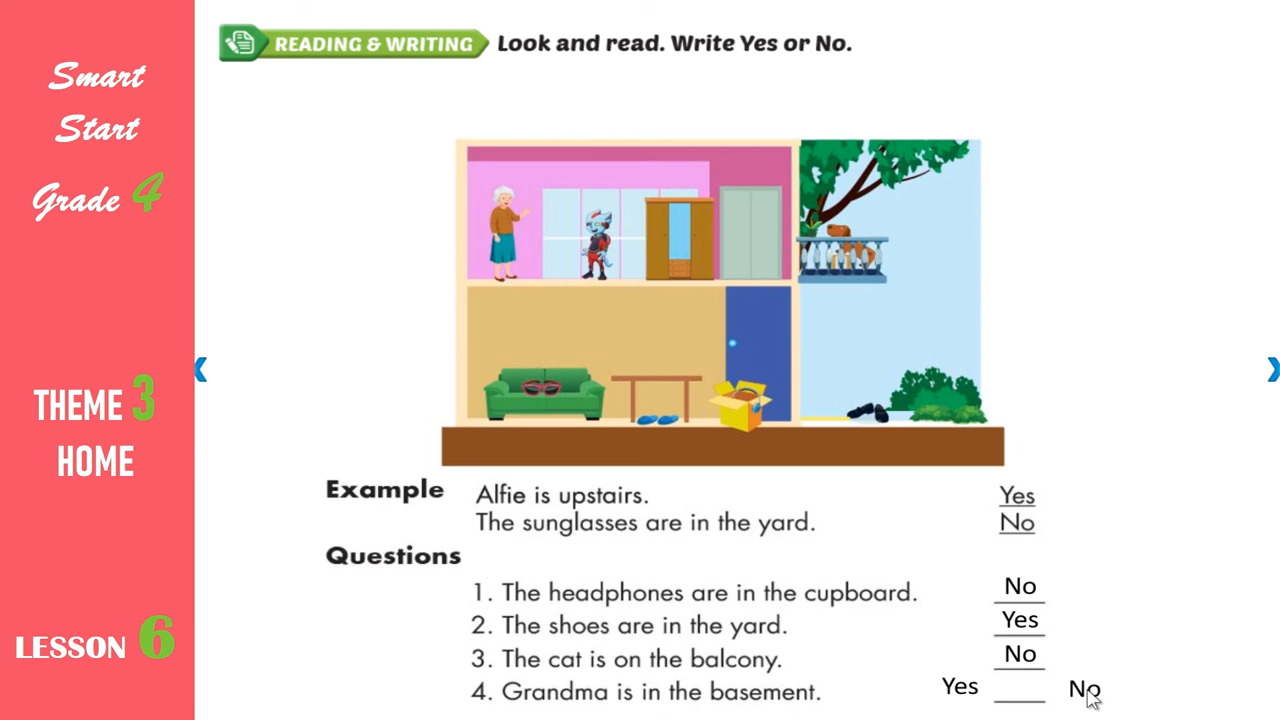 Smart
Start
Grade 4
THEME 3
HOME
LESSON 6
READING & WRITING Look and read. Write Yes or No.
Example Alfie is upstairs. Yes
The sunglasses are in the yard. No
Questions
1. The headphones are in the cupboard. No
2. The shoes are in the yard. Yes
3. The cat is on the balcony. No
4. Grandma is in the basement. Yes No